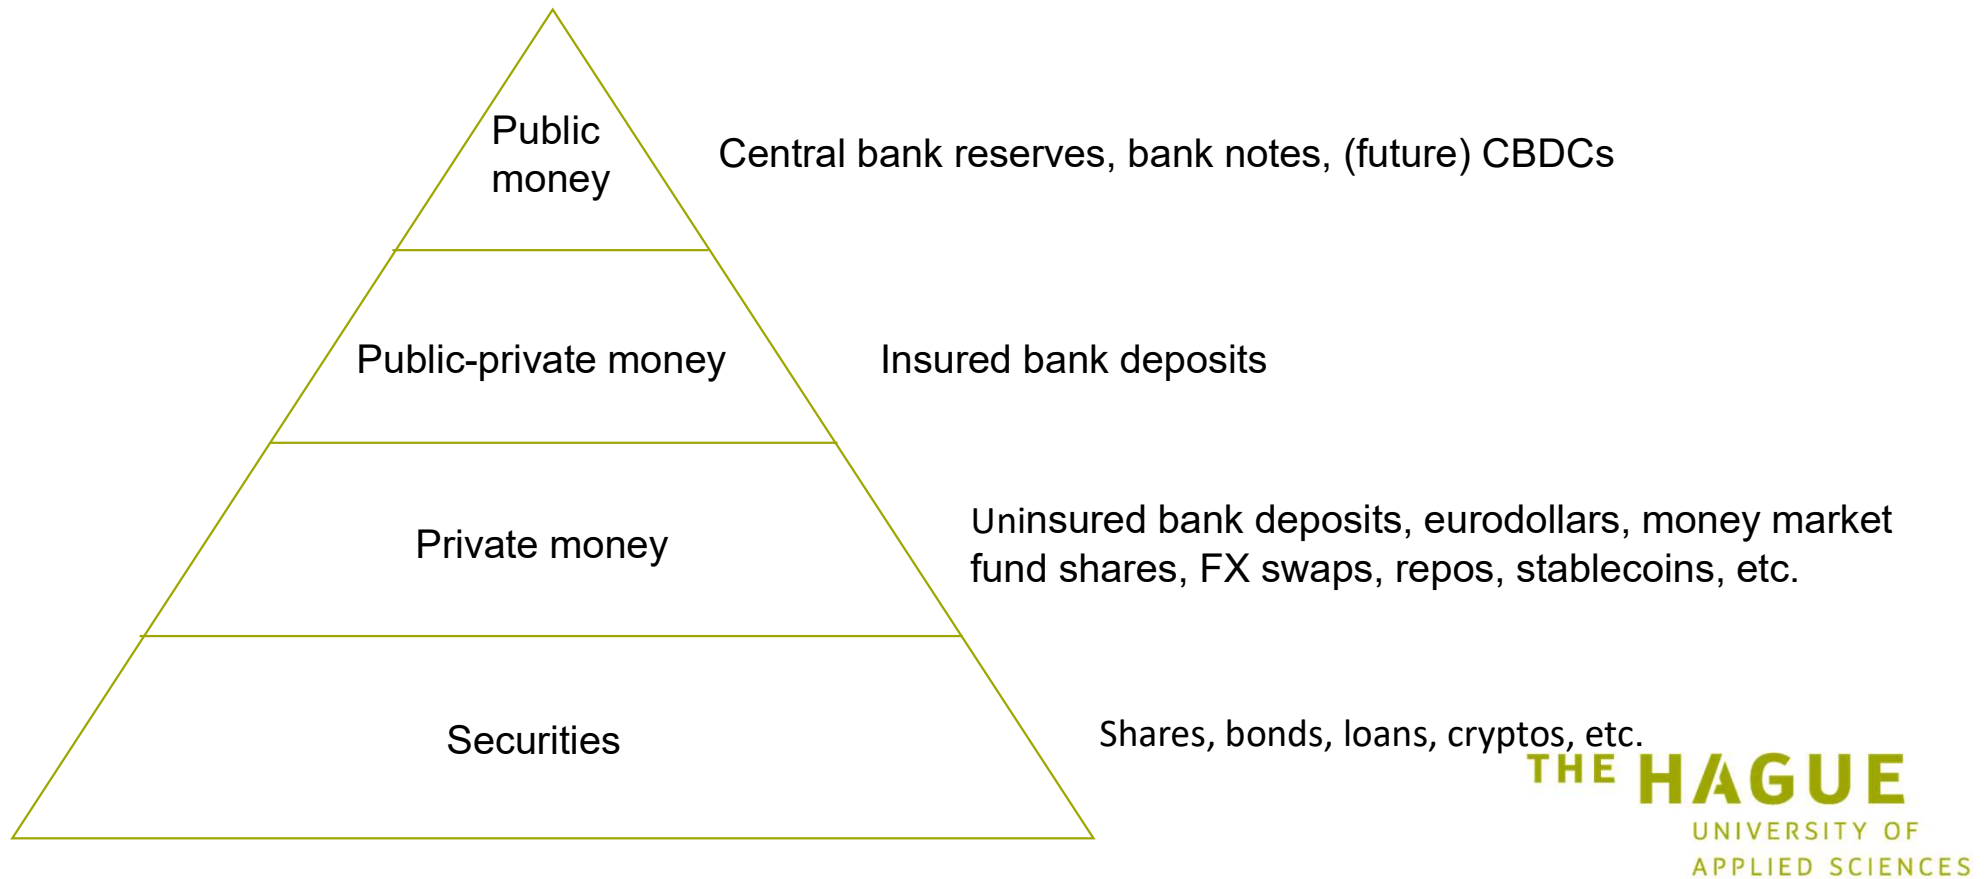 Public
money
Central bank reserves, bank notes, (future) CBDCs
Public-private money
Insured bank deposits
Private money
Uninsured bank deposits, eurodollars, money market
fund shares, FX swaps, repos, stablecoins, etc.
Securities
Shares, bonds, loans, cryptos, etc.
THE HAGUE
UNIVERSITY OF
APPLIED SCIENCES